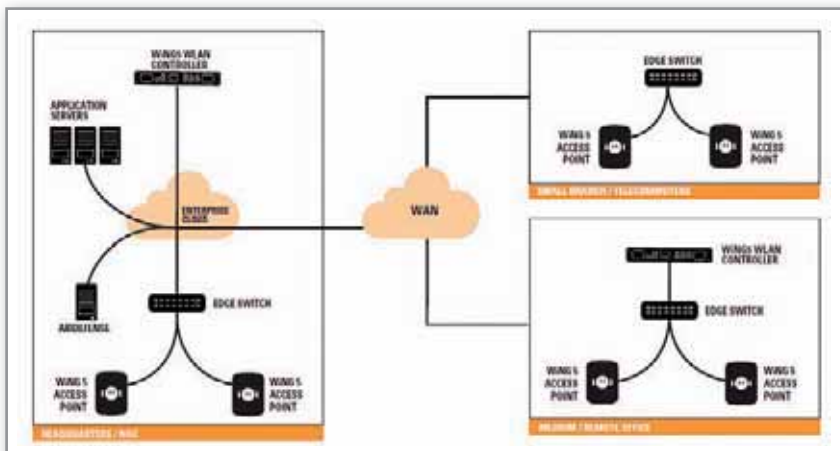 WiNG5 WLAN
CONTROLLER
APPLICATION
SERVERS
ENTERPRISE
CLOUD
EDGE SWITCH
WiNG 5
ACCESS
POINT
WiNG 5
ACCESS
POINT
WAN
EDGE SWITCH
WiNG 5
ACCESS
POINT
WiNG 5
ACCESS
POINT
SMALL BRANCH / TELECOMMUTERS
WiNG5 WLAN
CONTROLLER
EDGE SWITCH
WiNG 5
ACCESS
POINT
WiNG 5
ACCESS
POINT
HEADQUARTERS / NOC
MEDIUM / REMOTE OFFICE